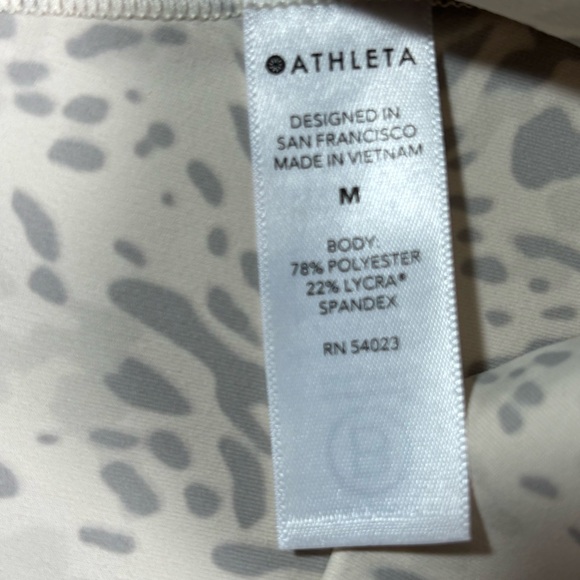 ATHLETA
DESIGNED IN
SAN FRANCISCO
MADE IN VIETNAM
M
BODY:
78% POLYESTER
22% LYCRA®
SPANDEX
RN 54023
B